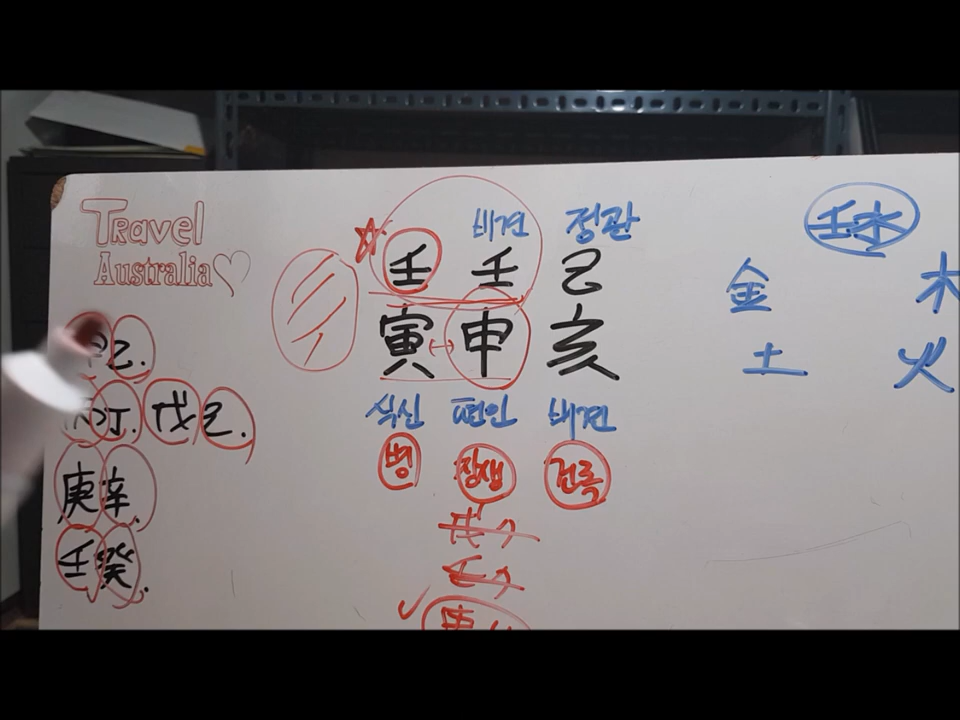 Travel
Australia
비견 정관
壬 壬 己
寅 ↔ 申 亥
식신 편인 비견
병 장생 건록
乙.
丁. 戊 己.
庚辛.
壬癸.
壬水
金 木
土 火